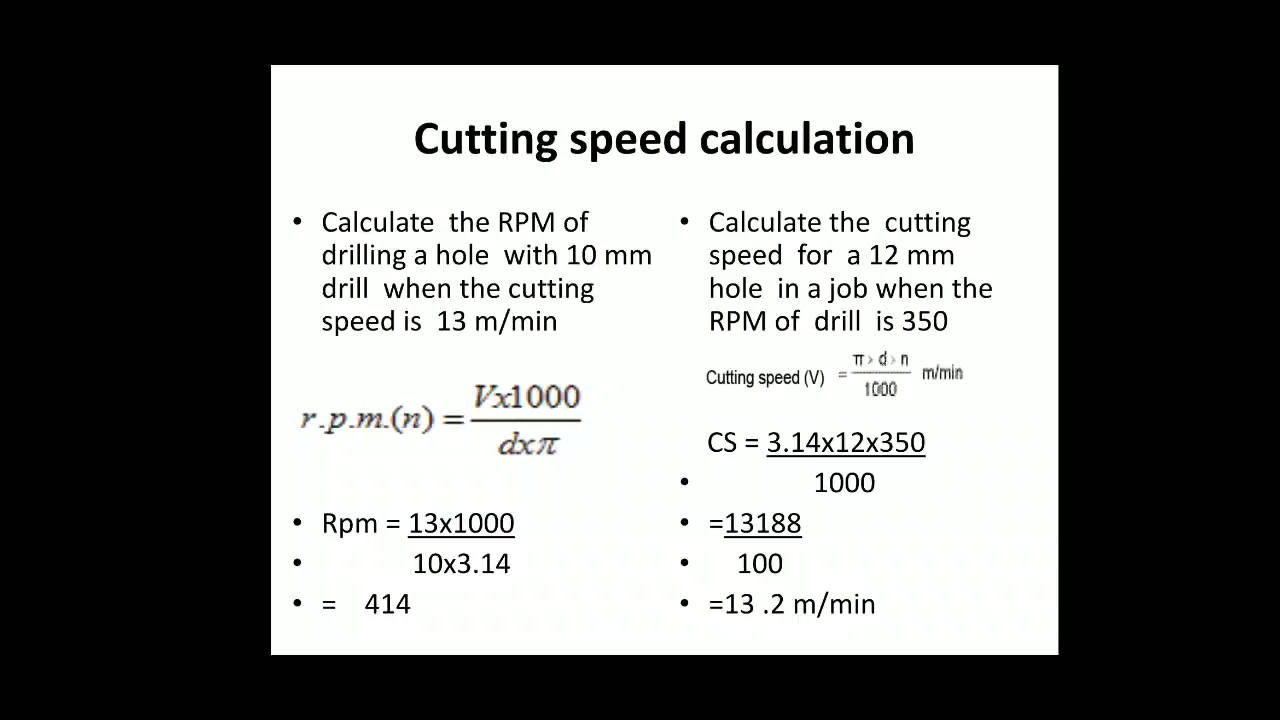 Cutting speed calculation
• Calculate the RPM of
drilling a hole with 10 mm
drill when the cutting
speed is 13 m/min
r.p.m.(n) = Vx1000
dxπ
• Rpm = 13x1000
• 10x3.14
• = 414
• Calculate the cutting
speed for a 12 mm
hole in a job when the
RPM of drill is 350
Cutting speed (V) = π › d › n m/min
1000
CS = 3.14x12x350
• 1000
• =13188
• 100
• =13 .2 m/min